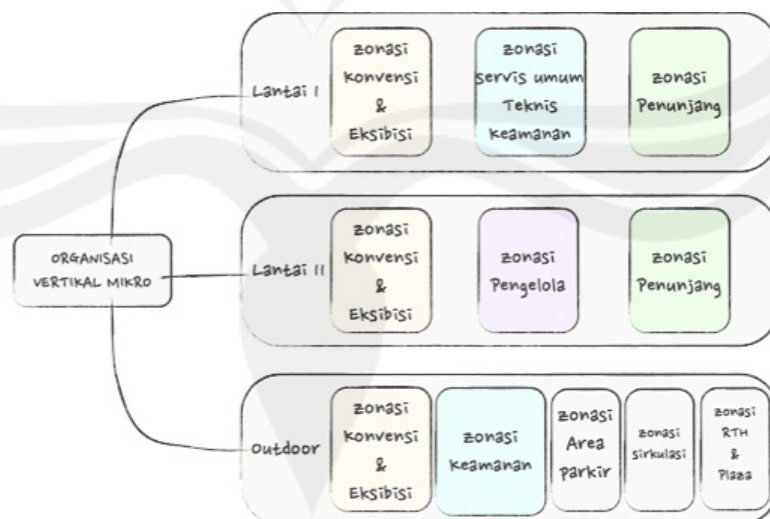 ORGANISASI
VERTIKAL MIKRO
Lantai I
zonasi
Konvensi
&
Eksibisi
zonasi
servis umum
Teknis
Keamanan
zonasi
Penunjang
Lantai II
zonasi
Konvensi
&
Eksibisi
zonasi
Pengelola
zonasi
Penunjang
Outdoor
zonasi
Konvensi
&
Eksibisi
zonasi
Keamanan
zonasi
Area
parkir
zonasi
sirkulasi
zonasi
RTH
&
Plaza